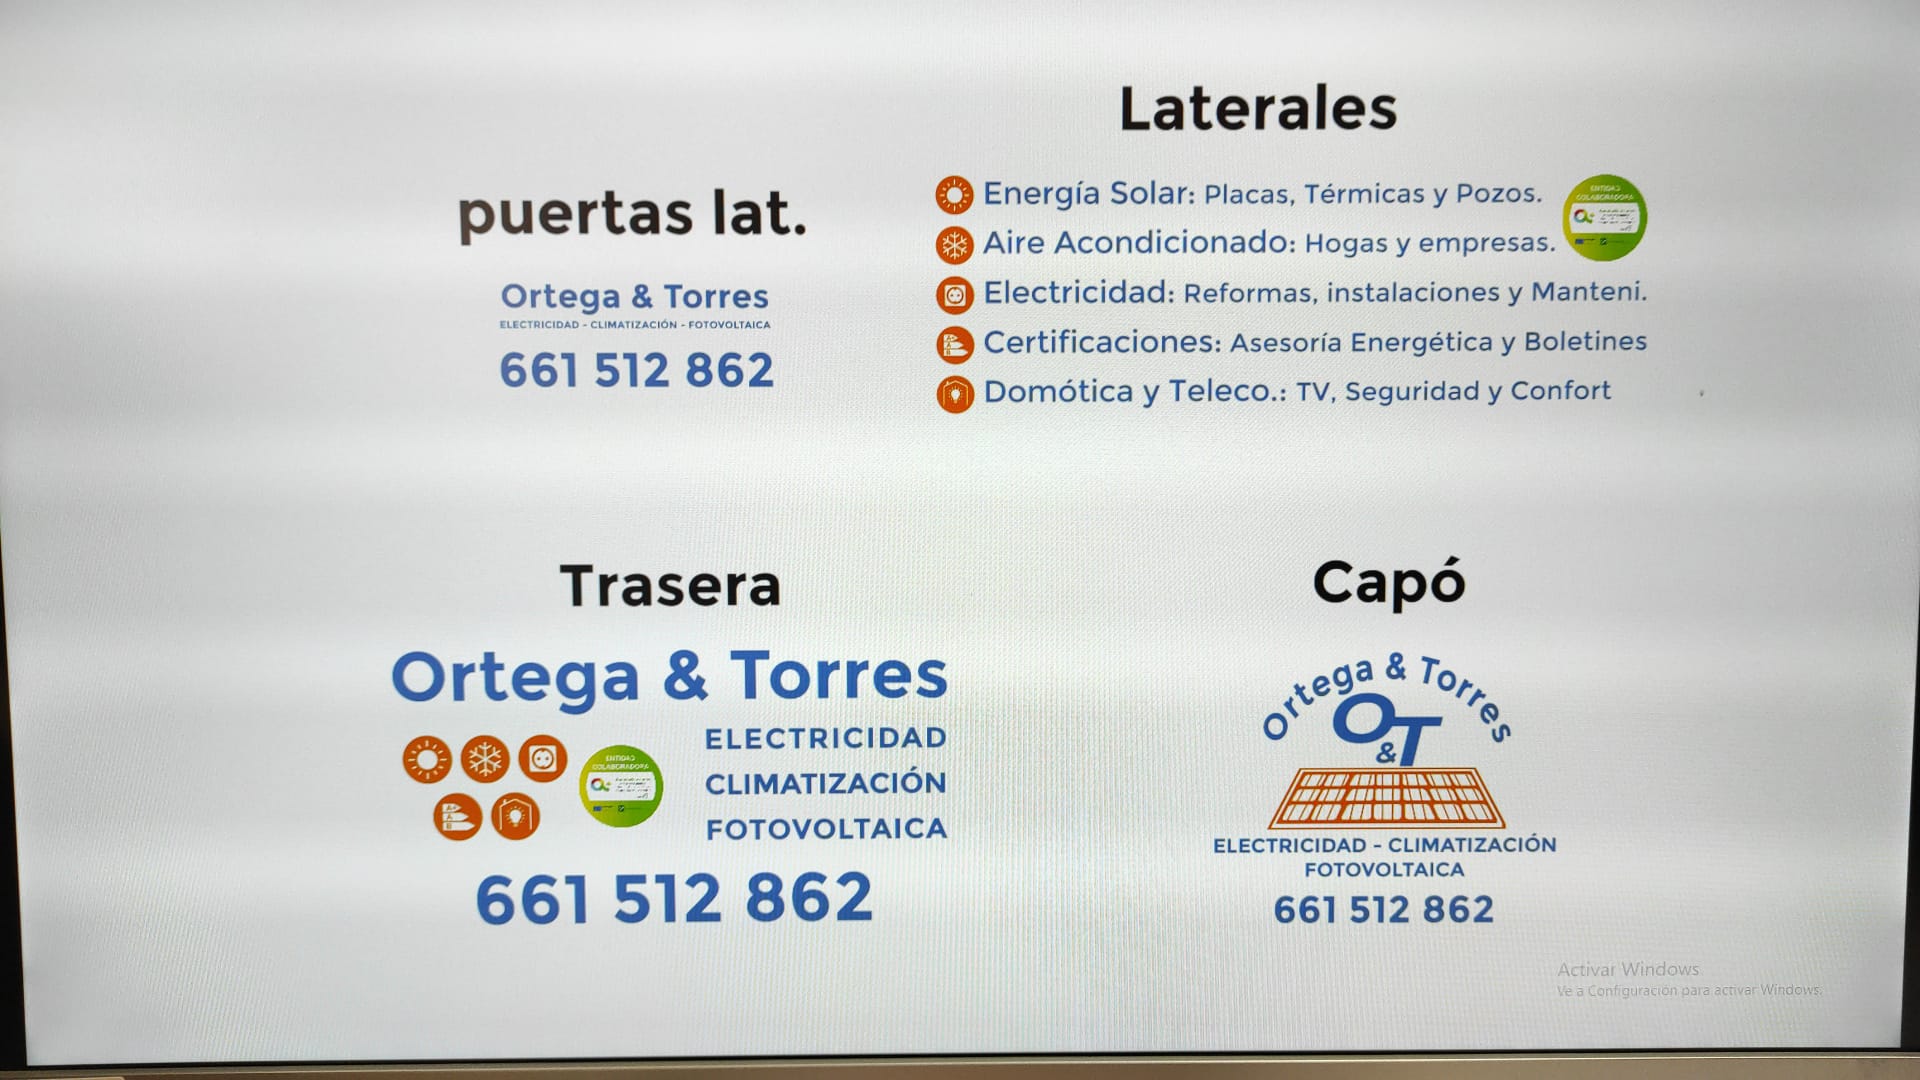 Laterales
Energía Solar: Placas, Térmicas y Pozos.
Aire Acondicionado: Hogas y empresas.
Electricidad: Reformas, instalaciones y Manteni.
Certificaciones: Asesoría Energética y Boletines
Domótica y Teleco.: TV, Seguridad y Confort
ENTIDAD
COLABORADORA
puertas lat.
Ortega & Torres
ELECTRICIDAD - CLIMATIZACIÓN - FOTOVOLTAICA
661 512 862
Trasera
Ortega & Torres
ENTIDAD
COLABORADORA
A+
A
B
ELECTRICIDAD
CLIMATIZACIÓN
FOTOVOLTAICA
661 512 862
Capó
Ortega & Torres
O&T
ELECTRICIDAD - CLIMATIZACIÓN
FOTOVOLTAICA
661 512 862
Activar Windows
Ve a Configuración para activar Windows.